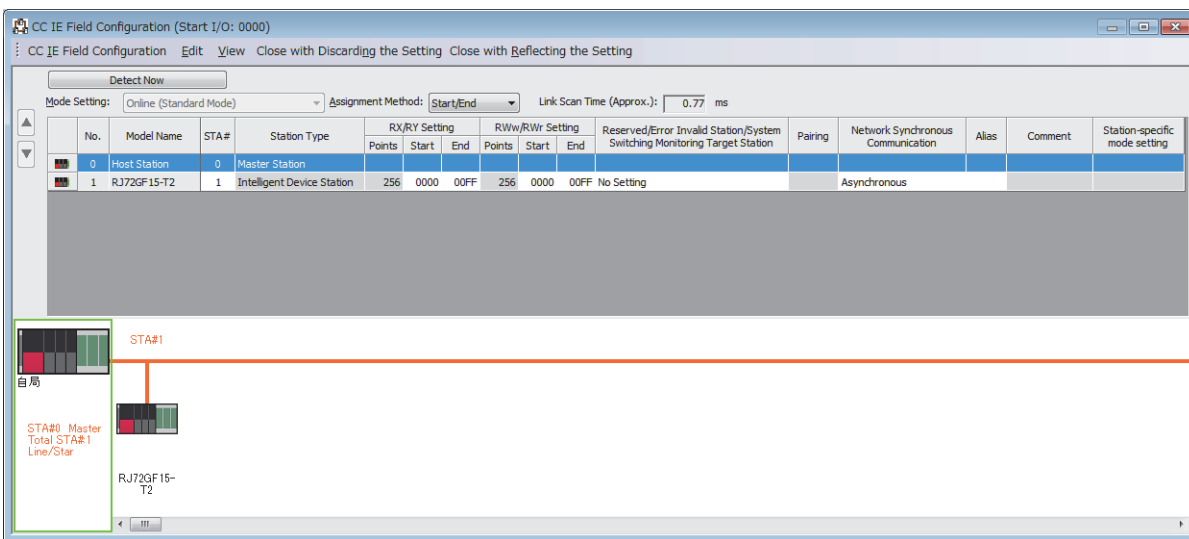 CC IE Field Configuration (Start I/O: 0000)
CC IE Field Configuration Edit View Close with Discarding the Setting Close with Reflecting the Setting
Detect Now
Mode Setting: Online (Standard Mode) Assignment Method: Start/End Link Scan Time (Approx.): 0.77 ms
No. Model Name STA# Station Type RX/RY Setting RWw/RWr Setting Reserved/Error Invalid Station/System Switching Monitoring Target Station Pairing Network Synchronous Communication Alias Comment Station-specific mode setting
Points Start End Points Start End
0 Host Station 0 Master Station
1 RJ72GF15-T2 1 Intelligent Device Station 256 0000 00FF 256 0000 00FF No Setting Asynchronous
STA#1
自局
STA#0 Master
Total STA#1
Line/Star
RJ72GF15-
T2